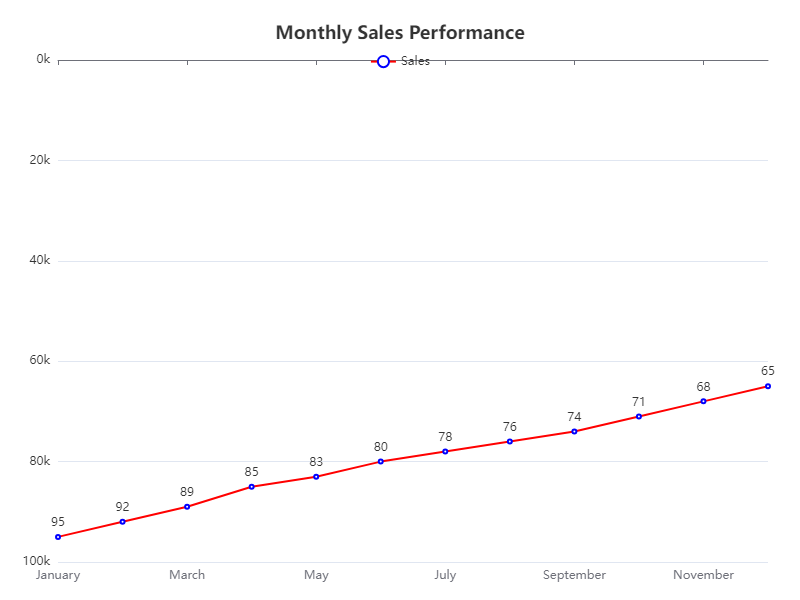 Monthly Sales Performance
Sales
0k
20k
40k
60k
80k
100k
95
92
89
85
83
80
78
76
74
71
68
65
January
March
May
July
September
November